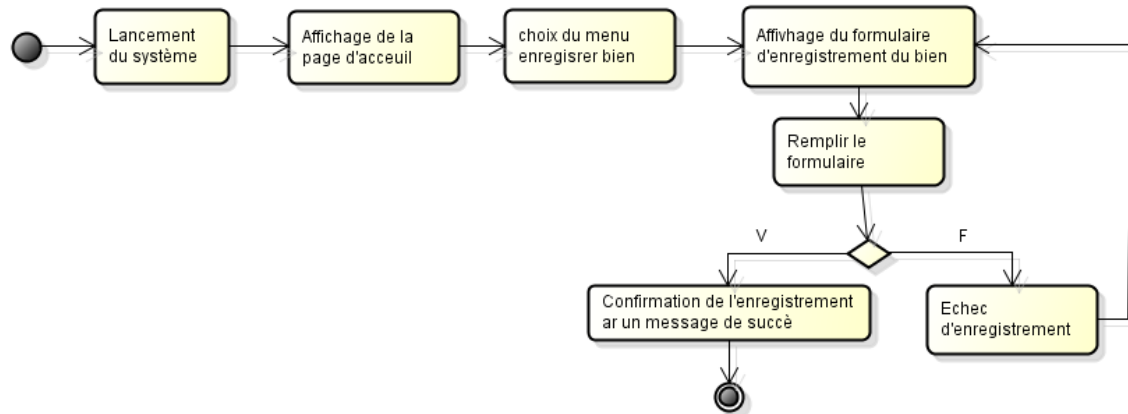 Lancement
du système
Affichage de la
page d'acceuil
choix du menu
enregisrer bien
Affivhage du formulaire
d'enregistrement du bien
Remplir le
formulaire
V
F
Confirmation de l'enregistrement
ar un message de succè
Echec
d'enregistrement